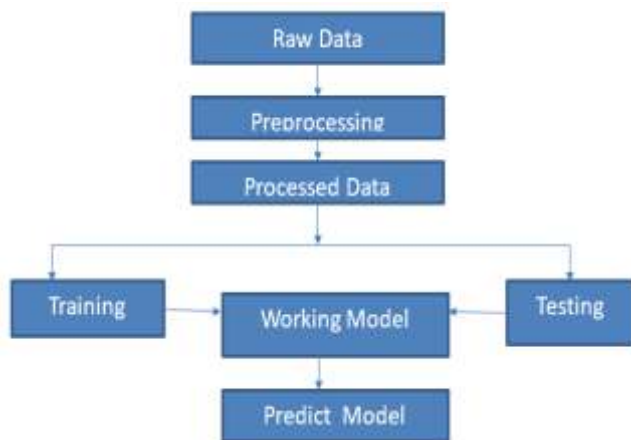 Raw Data
Preprocessing
Processed Data
Training
Working Model
Testing
Predict Model